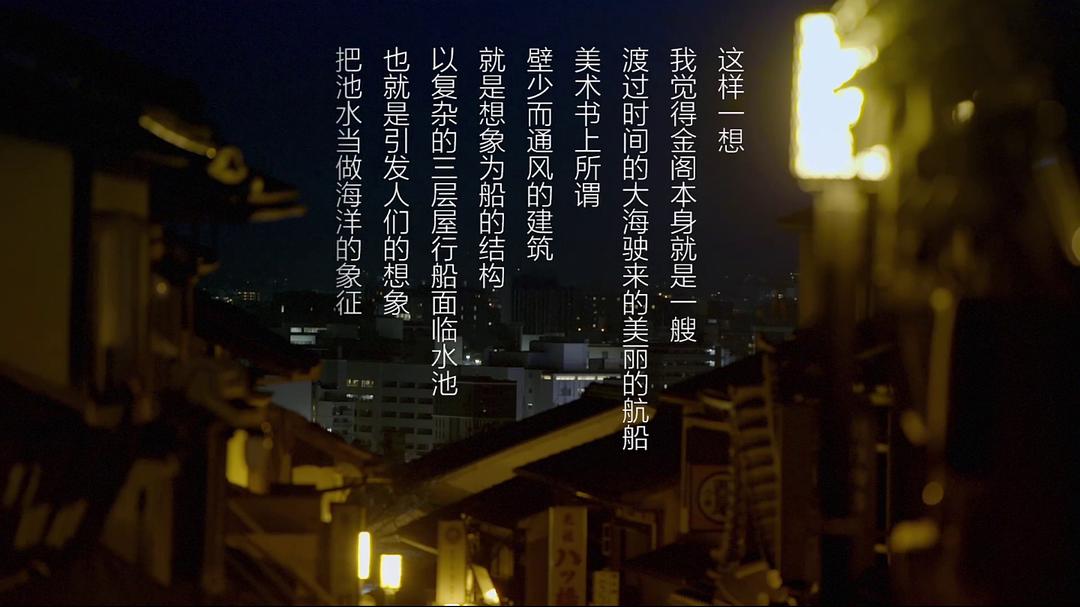 这样一想
我觉得金阁本身就是一艘
渡过时间的大海驶来的美丽的航船
美术书上所谓
壁少而通风的建筑
就是想象为船的结构
以复杂的三层屋行船面临水池
也就是引发人们的想象
把池水当做海洋的象征
八ッ橋